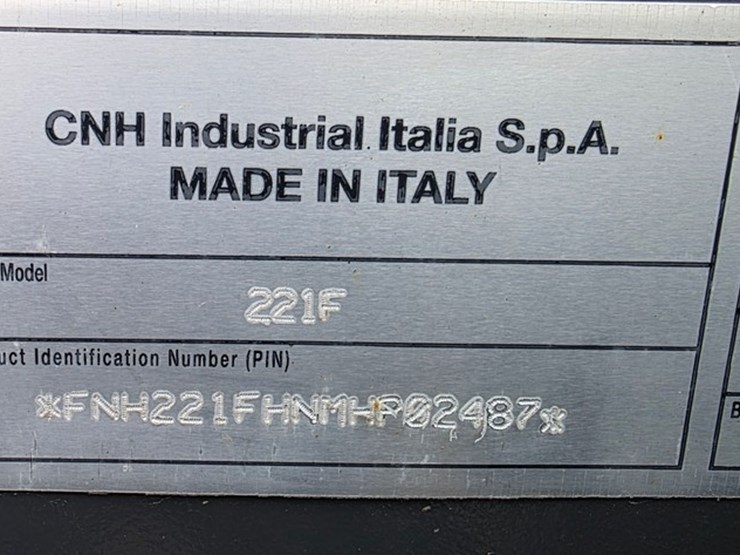 CNH Industrial Italia S.p.A.
MADE IN ITALY
Model
221F
uct Identification Number (PIN)
*FNH221FHNMHP02487*
B